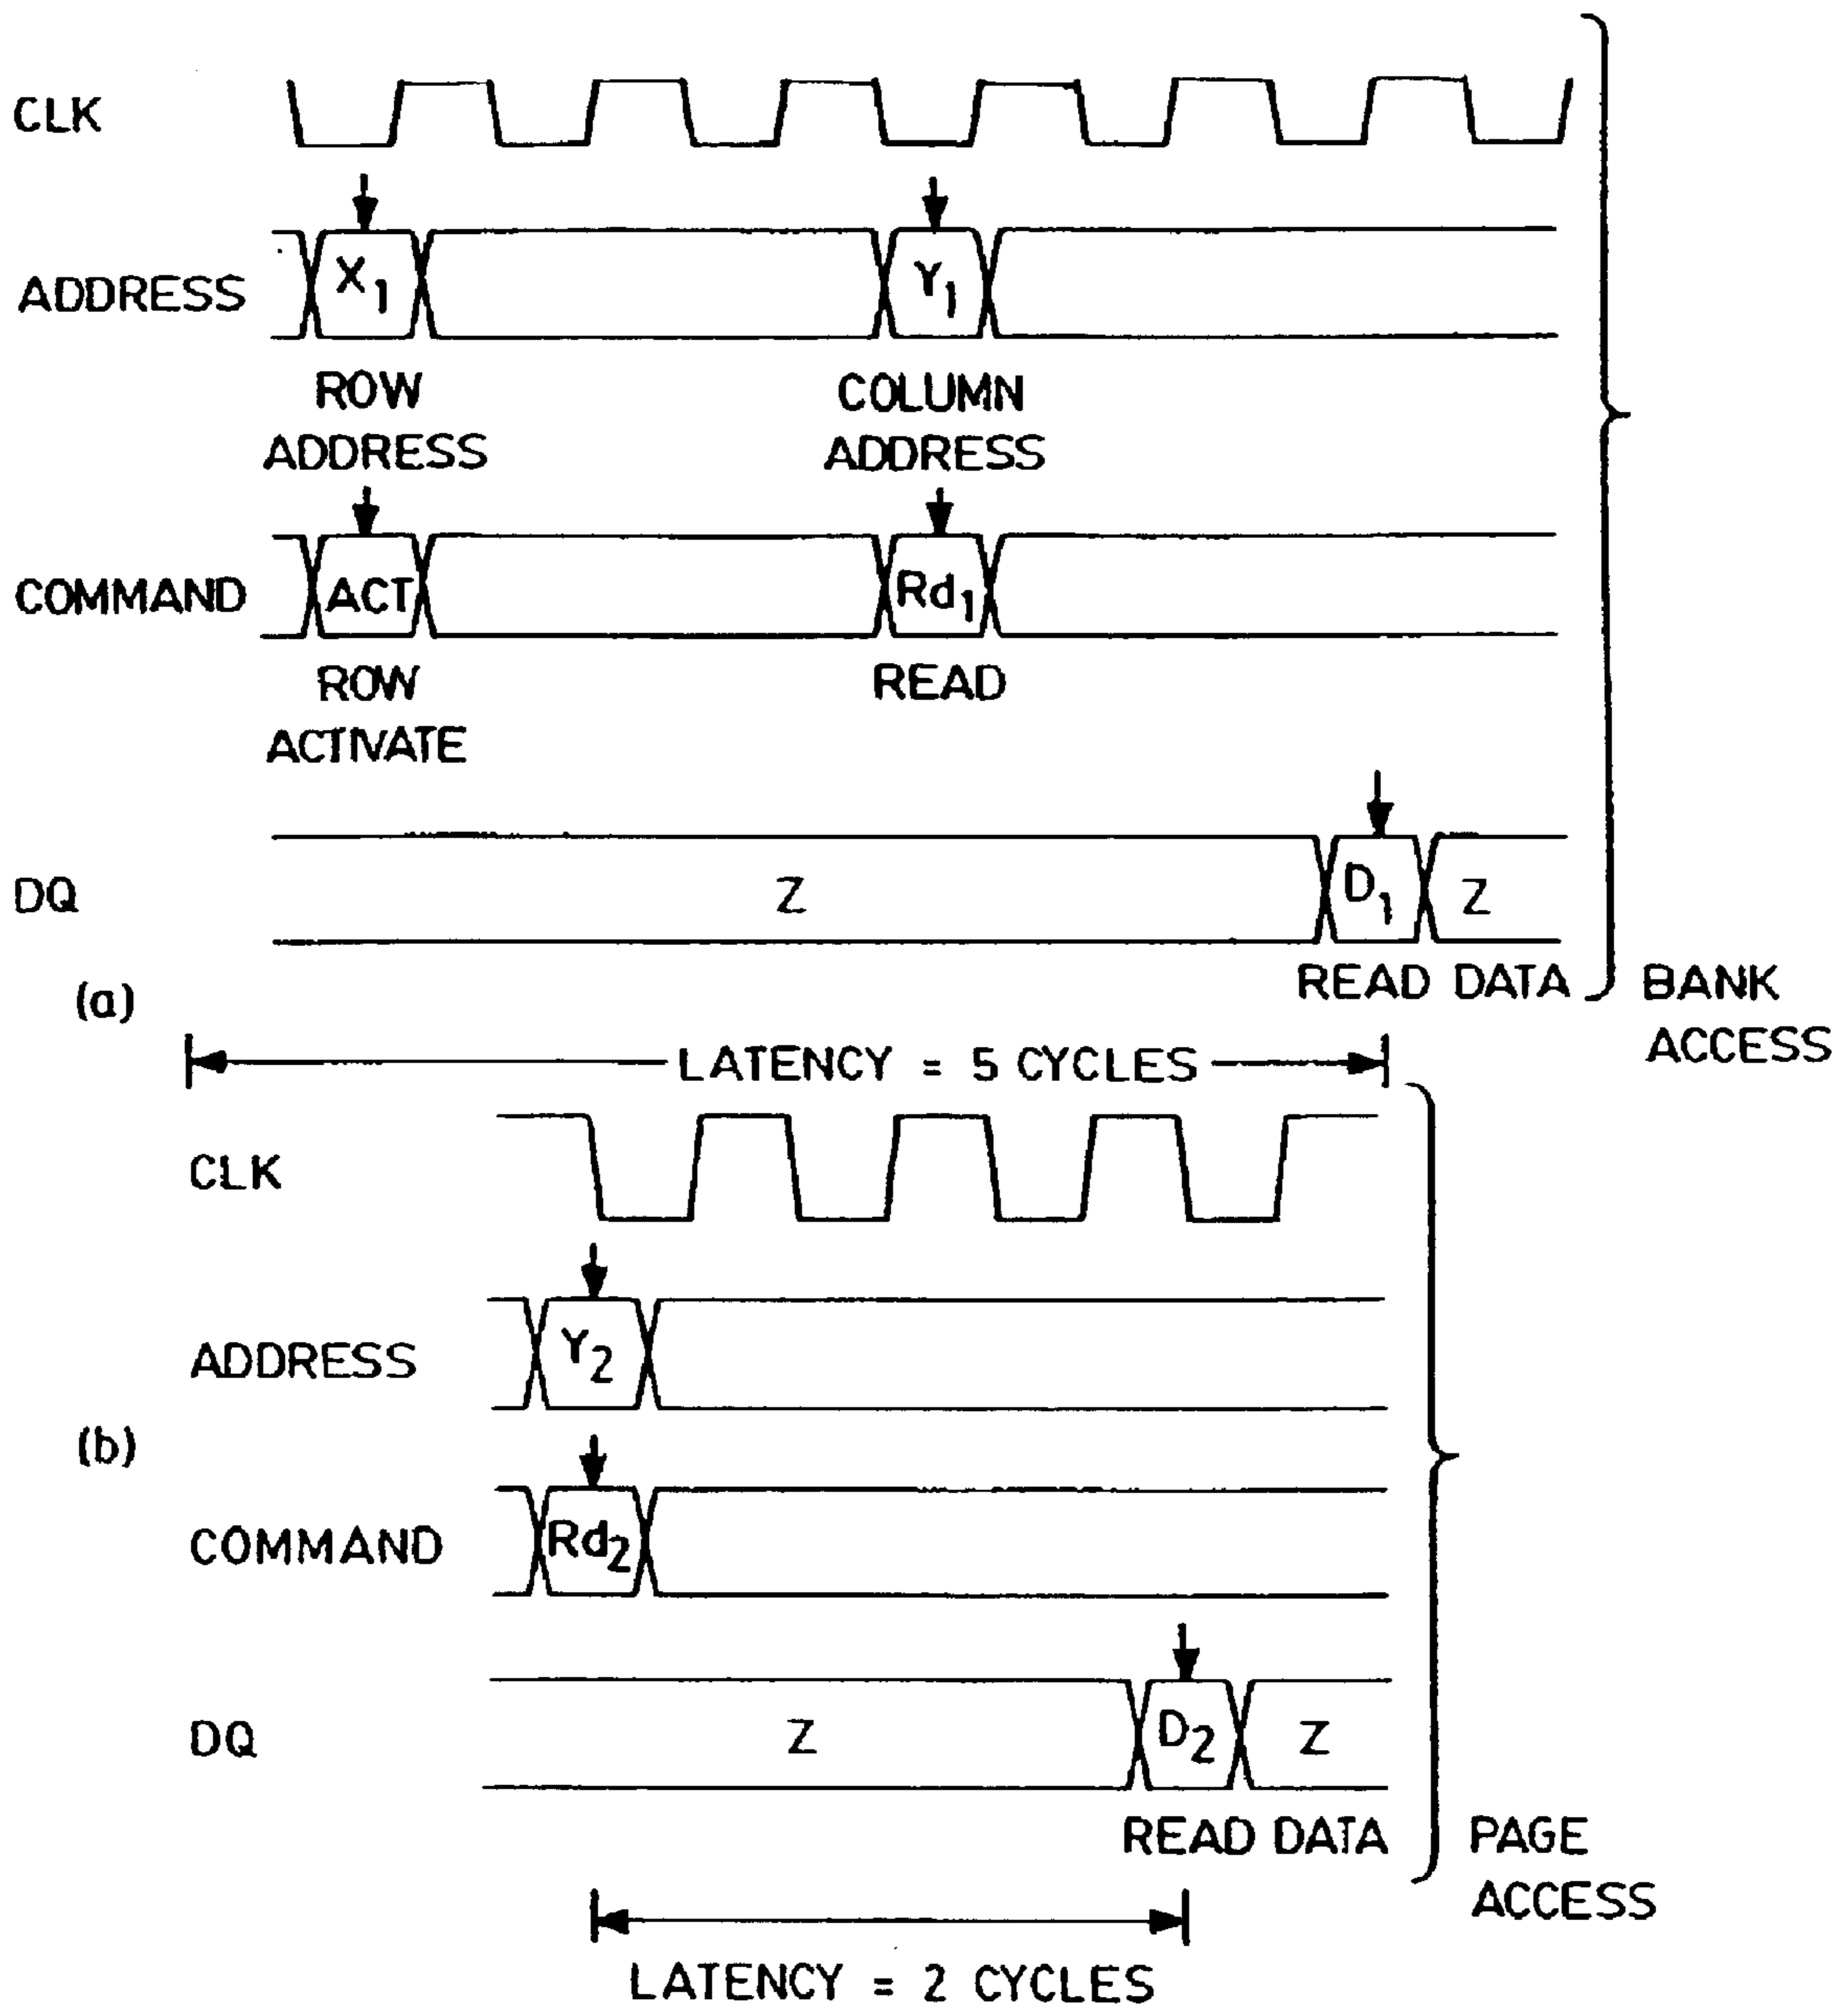 CLK
ADDRESS
X1
Y1
ROW
ADDRESS
COLUMN
ADDRESS
COMMAND
ACT
Rd1
ROW
ACTIVATE
READ
DQ
Z
D1
Z
READ DATA
(a)
BANK
ACCESS
LATENCY = 5 CYCLES
CLK
ADDRESS
Y2
(b)
COMMAND
Rd2
DQ
Z
D2
Z
READ DATA
PAGE
ACCESS
LATENCY = 2 CYCLES